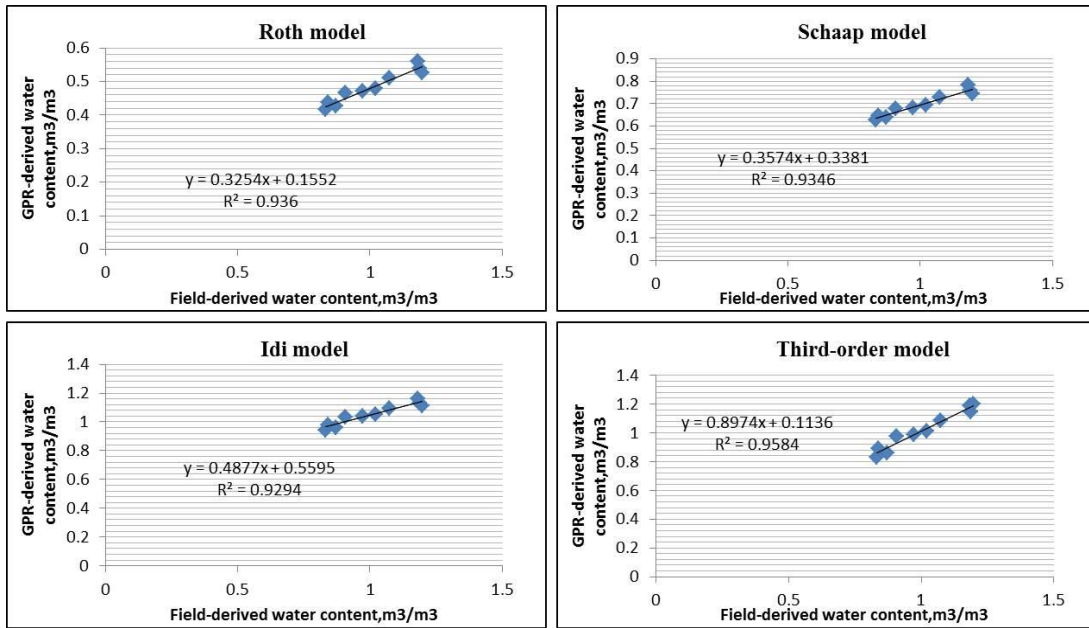 Roth model
GPR-derived water
content,m3/m3
0.6
0.5
0.4
0.3
0.2
0.1
0
y = 0.3254x + 0.1552
R² = 0.936
0
0.5
1
1.5
Field-derived water content,m3/m3
Schaap model
GPR-derived water
content,m3/m3
0.9
0.8
0.7
0.6
0.5
0.4
0.3
0.2
0.1
0
y = 0.3574x + 0.3381
R² = 0.9346
0
0.5
1
1.5
Field-derived water content,m3/m3
Idi model
GPR-derived water
content,m3/m3
1.4
1.2
1
0.8
0.6
0.4
0.2
0
y = 0.4877x + 0.5595
R² = 0.9294
0
0.5
1
1.5
Field-derived water content,m3/m3
Third-order model
GPR-derived water
content,m3/m3
1.4
1.2
1
0.8
0.6
0.4
0.2
0
y = 0.8974x + 0.1136
R² = 0.9584
0
0.5
1
1.5
Field-derived water content,m3/m3